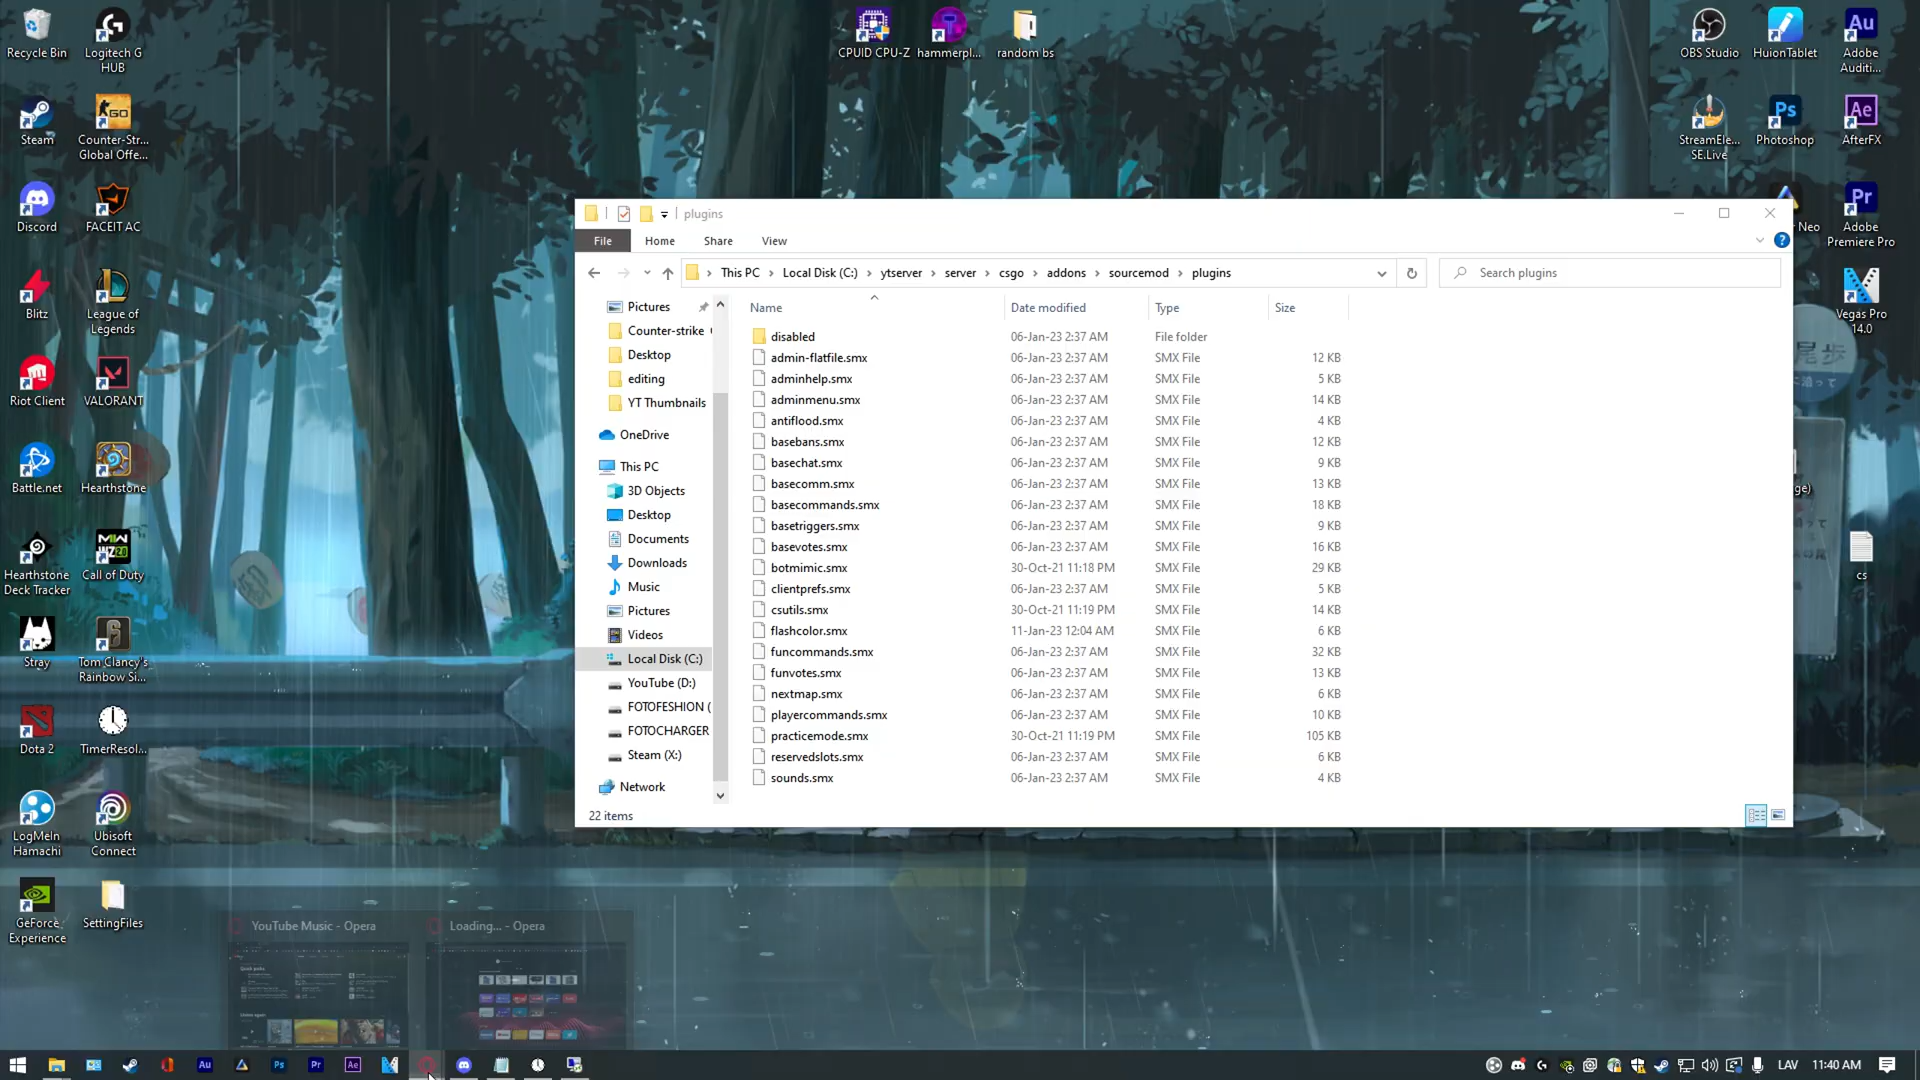 Recycle Bin
Logitech G
HUB
CPUID CPU-Z
hammerpl...
random bs
OBS Studio
HuionTablet
Adobe
Auditi...
Steam
Counter-Str...
Global Offe...
StreamEle...
SE.Live
Photoshop
AfterFX
Discord
FACEIT AC
Neo
Adobe
Premiere Pro
Blitz
League of
Legends
Vegas Pro
14.0
Riot Client
VALORANT
Battle.net
Hearthstone
ge)
Hearthstone
Deck Tracker
Call of Duty
cs
Stray
Tom Clancy's
Rainbow Si...
Dota 2
TimerResol...
LogMeIn
Hamachi
Ubisoft
Connect
GeForce
Experience
SettingFiles
plugins
File
Home
Share
View
This PC
Local Disk (C:)
ytserver
server
csgo
addons
sourcemod
plugins
Search plugins
Pictures
Counter-strike
Desktop
editing
YT Thumbnails
OneDrive
This PC
3D Objects
Desktop
Documents
Downloads
Music
Pictures
Videos
Local Disk (C:)
YouTube (D:)
FOTOFESHION (
FOTOCHARGER
Steam (X:)
Network
Name Date modified Type Size
disabled 06-Jan-23 2:37 AM File folder
admin-flatfile.smx 06-Jan-23 2:37 AM SMX File 12 KB
adminhelp.smx 06-Jan-23 2:37 AM SMX File 5 KB
adminmenu.smx 06-Jan-23 2:37 AM SMX File 14 KB
antiflood.smx 06-Jan-23 2:37 AM SMX File 4 KB
basebans.smx 06-Jan-23 2:37 AM SMX File 12 KB
basechat.smx 06-Jan-23 2:37 AM SMX File 9 KB
basecomm.smx 06-Jan-23 2:37 AM SMX File 13 KB
basecommands.smx 06-Jan-23 2:37 AM SMX File 18 KB
basetriggers.smx 06-Jan-23 2:37 AM SMX File 9 KB
basevotes.smx 06-Jan-23 2:37 AM SMX File 16 KB
botmimic.smx 30-Oct-21 11:18 PM SMX File 29 KB
clientprefs.smx 06-Jan-23 2:37 AM SMX File 5 KB
csutils.smx 30-Oct-21 11:19 PM SMX File 14 KB
flashcolor.smx 11-Jan-23 12:04 AM SMX File 6 KB
funcommands.smx 06-Jan-23 2:37 AM SMX File 32 KB
funvotes.smx 06-Jan-23 2:37 AM SMX File 13 KB
nextmap.smx 06-Jan-23 2:37 AM SMX File 6 KB
playercommands.smx 06-Jan-23 2:37 AM SMX File 10 KB
practicemode.smx 30-Oct-21 11:19 PM SMX File 105 KB
reservedslots.smx 06-Jan-23 2:37 AM SMX File 6 KB
sounds.smx 06-Jan-23 2:37 AM SMX File 4 KB
22 items
YouTube Music - Opera
Loading... - Opera
LAV
11:40 AM